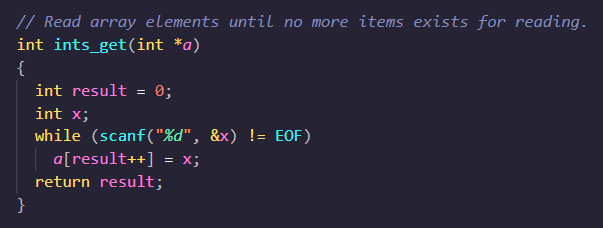 // Read array elements until no more items exists for reading.
int ints_get(int *a)
{
  int result = 0;
  int x;
  while (scanf("%d", &x) != EOF)
    a[result++] = x;
  return result;
}